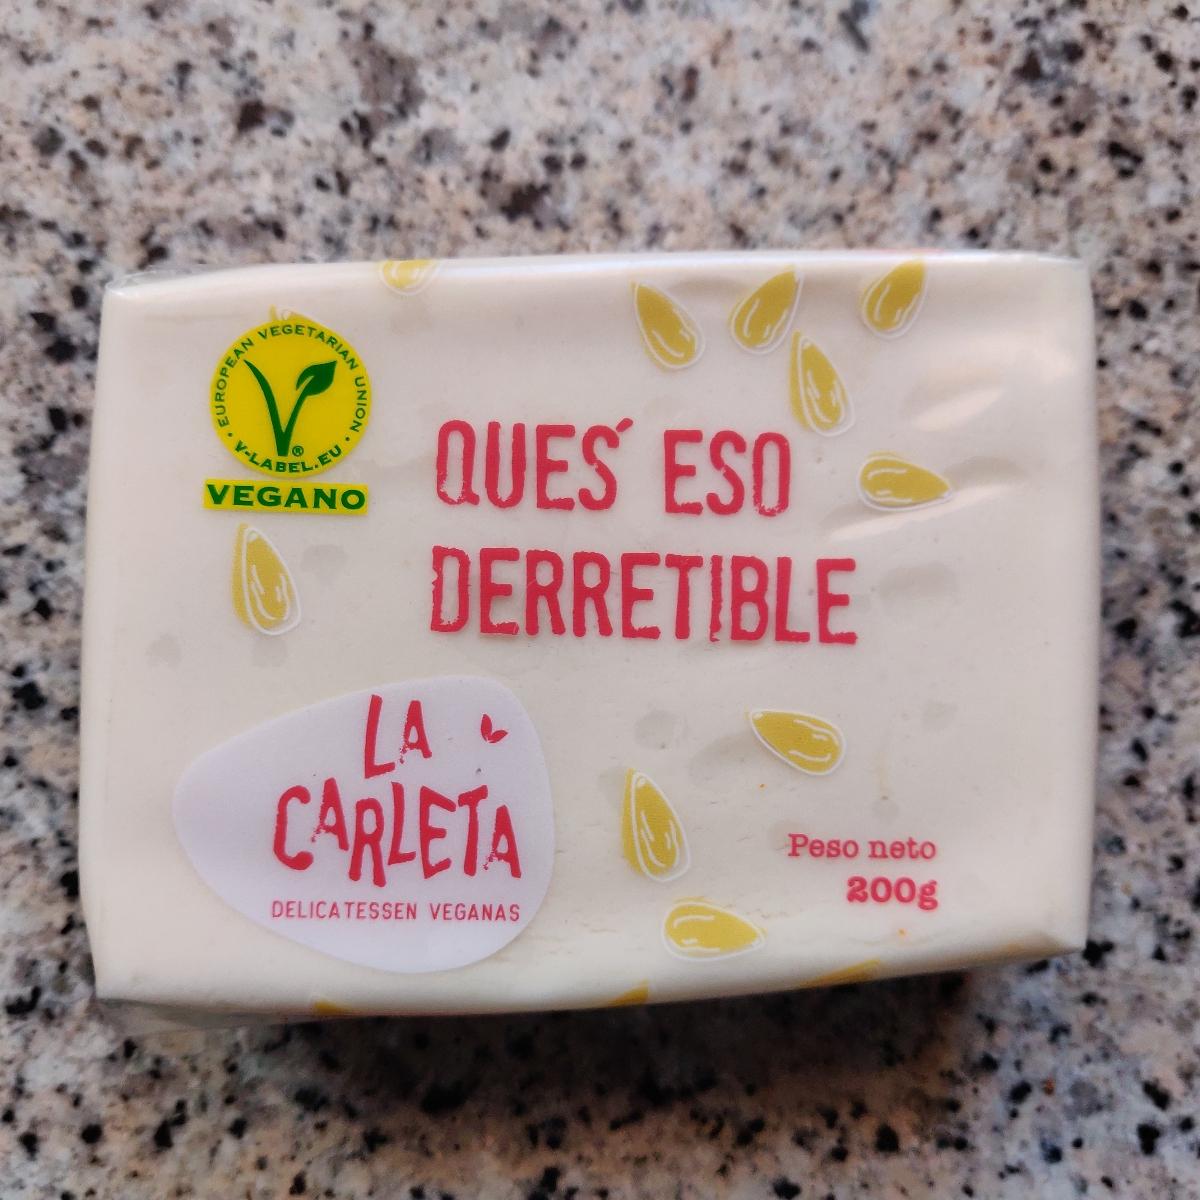 EUROPEAN VEGETARIAN UNION
V-LABEL.EU
®
VEGANO
QUES´ ESO
DERRETIBLE
LA
CARLETA
DELICATESSEN VEGANAS
Peso neto
200g